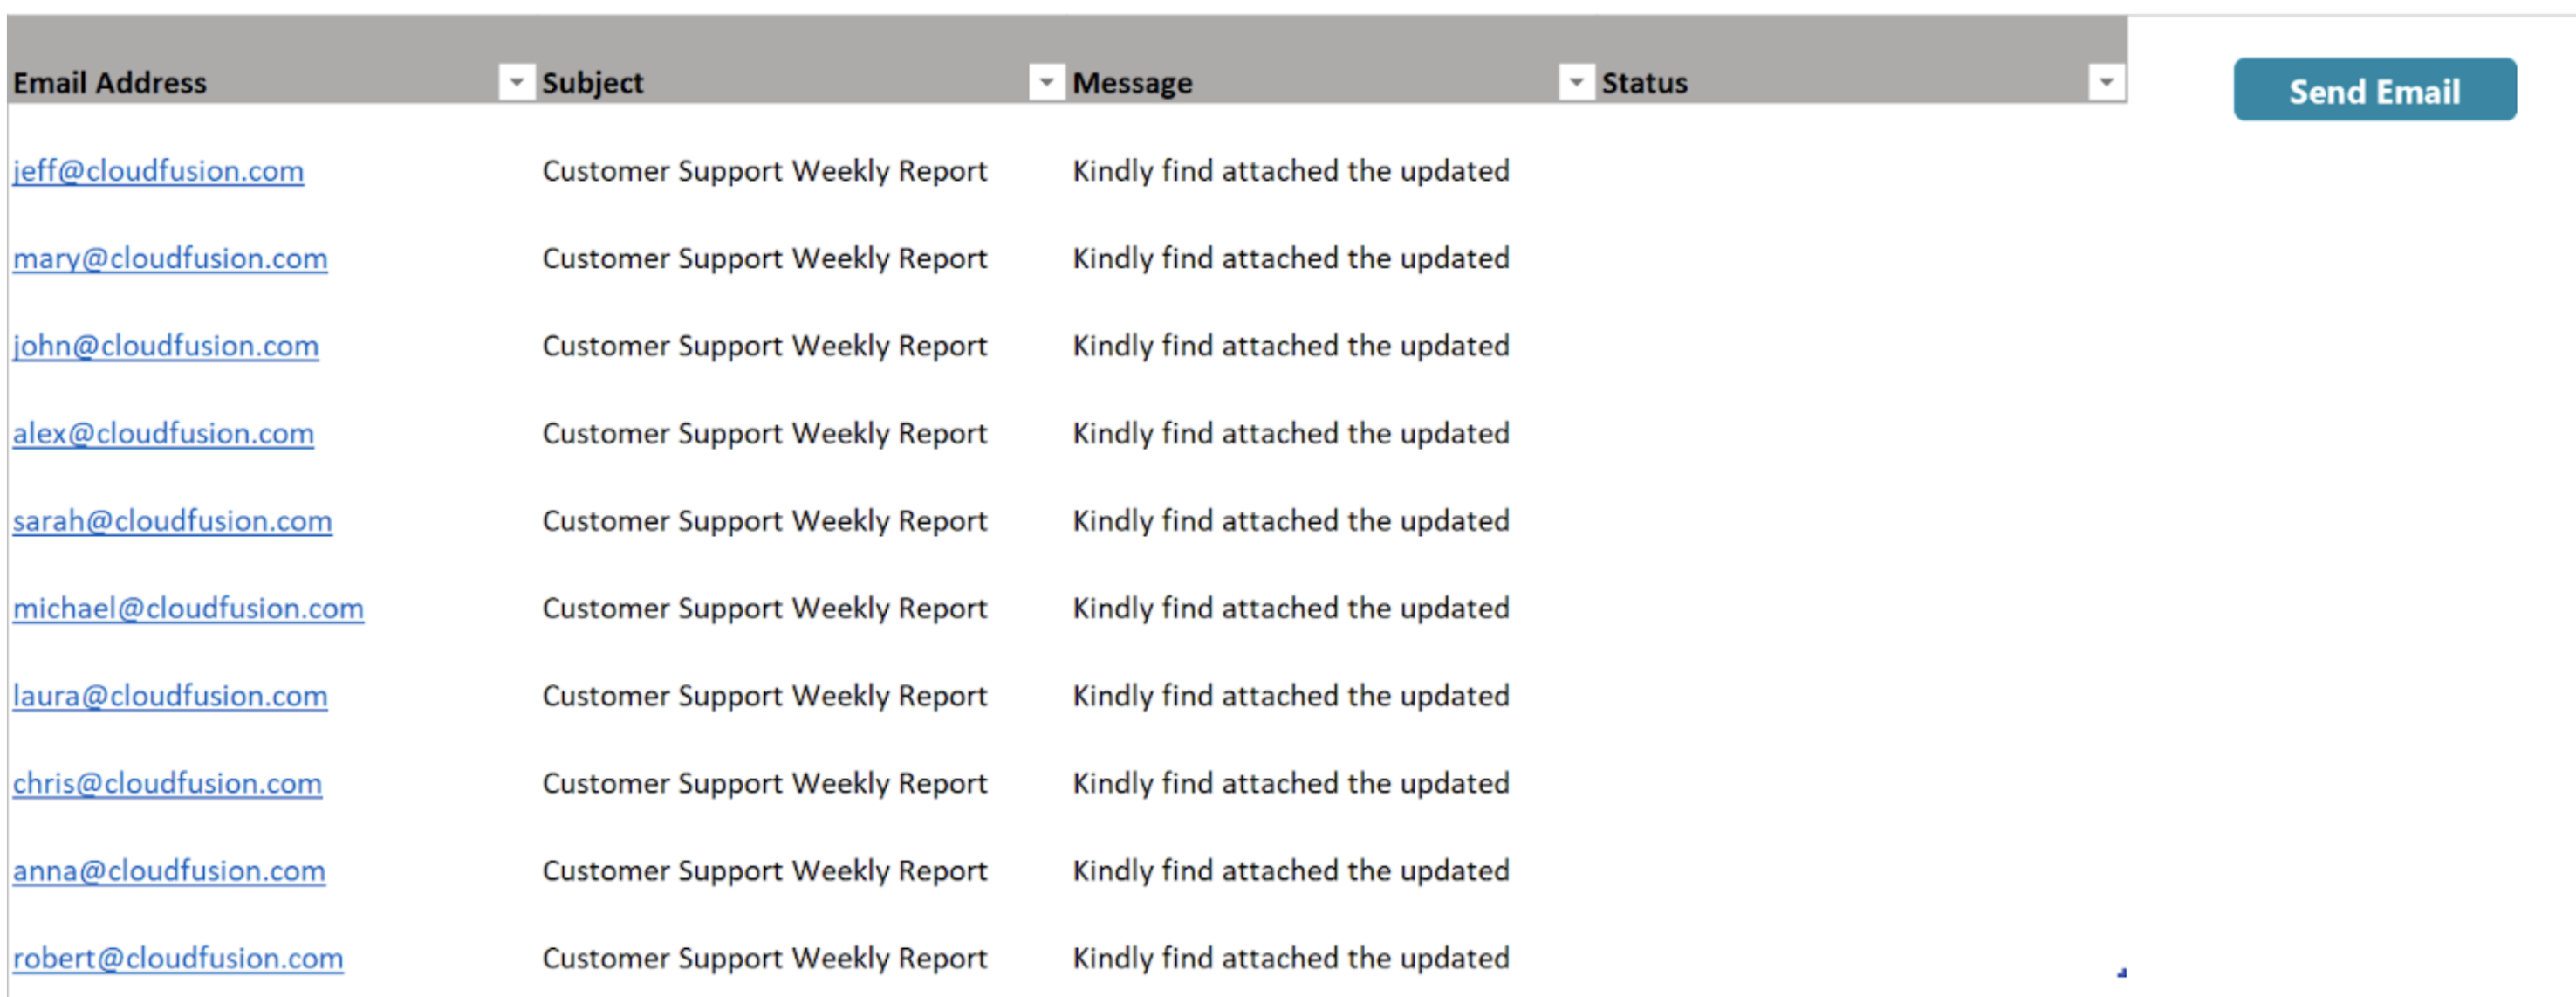 Email Address Subject Message Status Send Email
jeff@cloudfusion.com Customer Support Weekly Report Kindly find attached the updated
mary@cloudfusion.com Customer Support Weekly Report Kindly find attached the updated
john@cloudfusion.com Customer Support Weekly Report Kindly find attached the updated
alex@cloudfusion.com Customer Support Weekly Report Kindly find attached the updated
sarah@cloudfusion.com Customer Support Weekly Report Kindly find attached the updated
michael@cloudfusion.com Customer Support Weekly Report Kindly find attached the updated
laura@cloudfusion.com Customer Support Weekly Report Kindly find attached the updated
chris@cloudfusion.com Customer Support Weekly Report Kindly find attached the updated
anna@cloudfusion.com Customer Support Weekly Report Kindly find attached the updated
robert@cloudfusion.com Customer Support Weekly Report Kindly find attached the updated